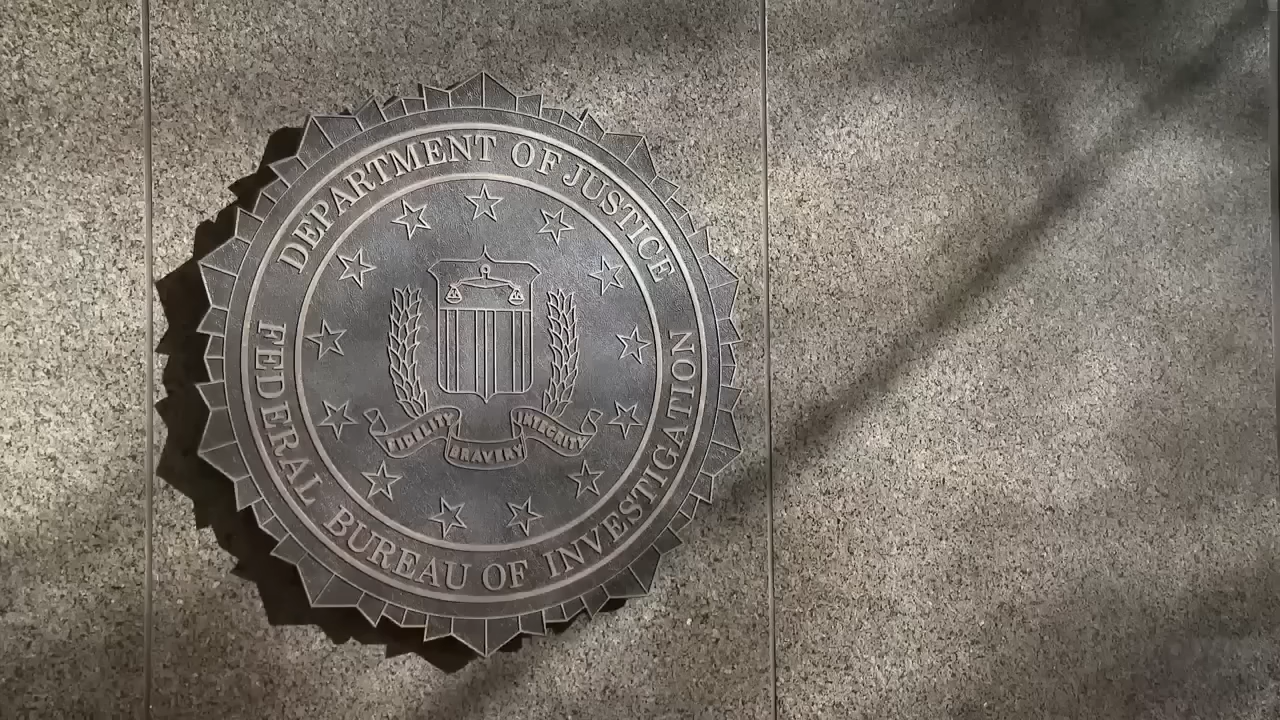 DEPARTMENT OF JUSTICE
FEDERAL BUREAU OF INVESTIGATION
FIDELITY
BRAVERY
INTEGRITY